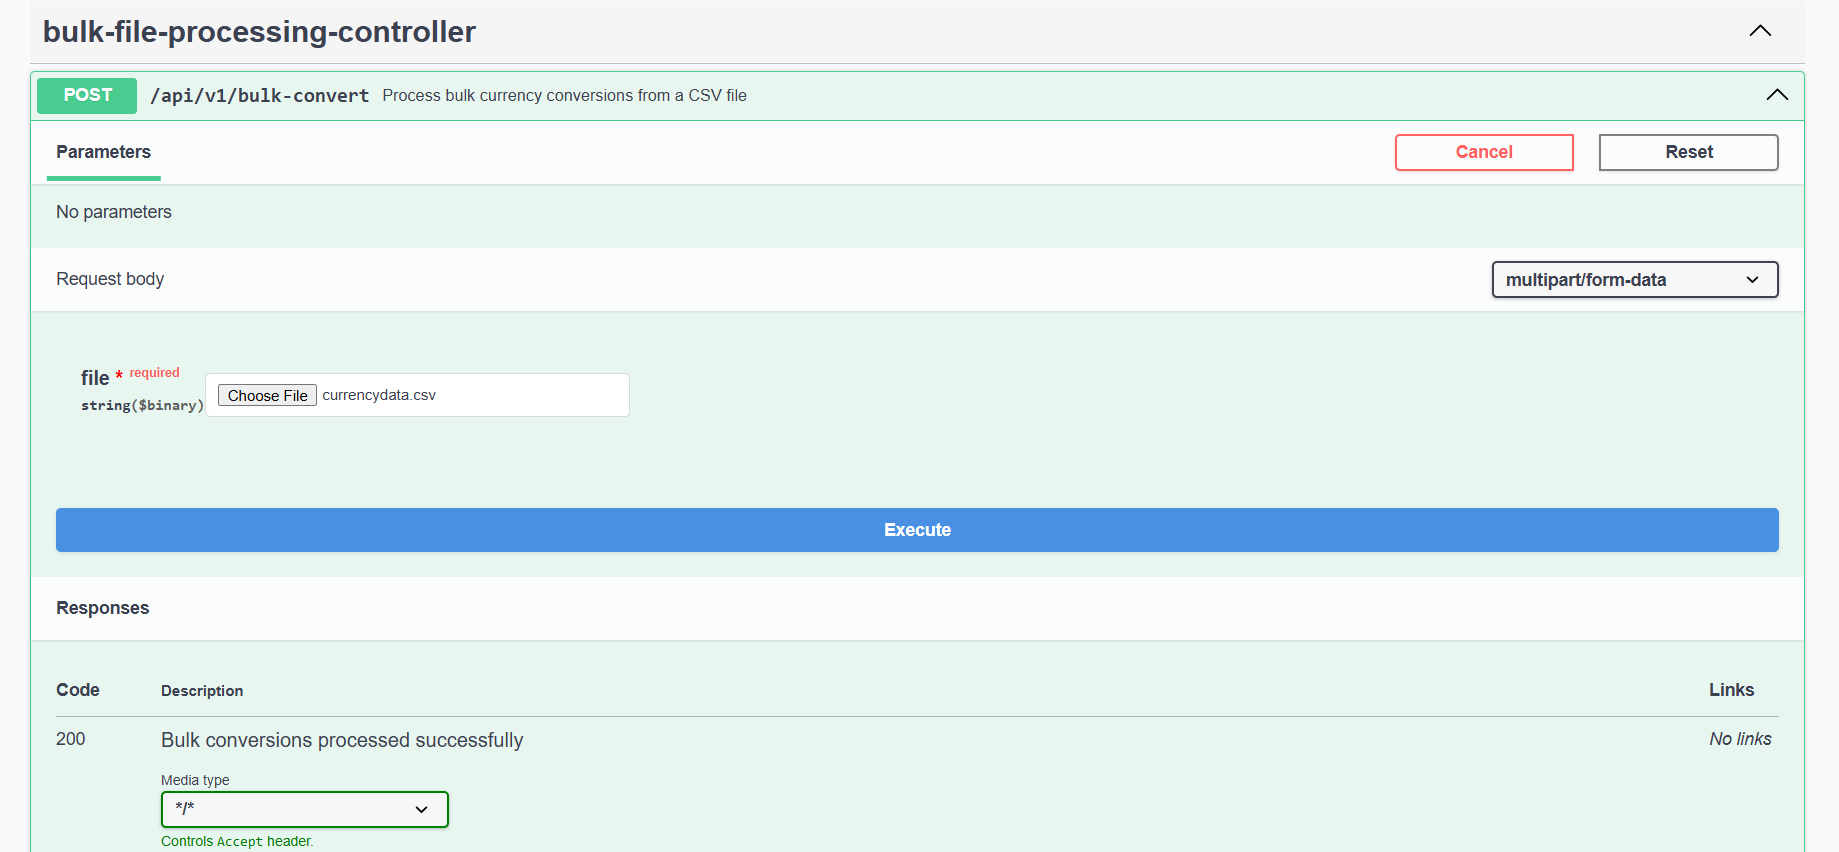 bulk-file-processing-controller
POST /api/v1/bulk-convert Process bulk currency conversions from a CSV file
Parameters Cancel Reset
No parameters
Request body multipart/form-data
file * required
string($binary) Choose File currencydata.csv
Execute
Responses
Code Description Links
200 Bulk conversions processed successfully No links
Media type
*/*
Controls Accept header.